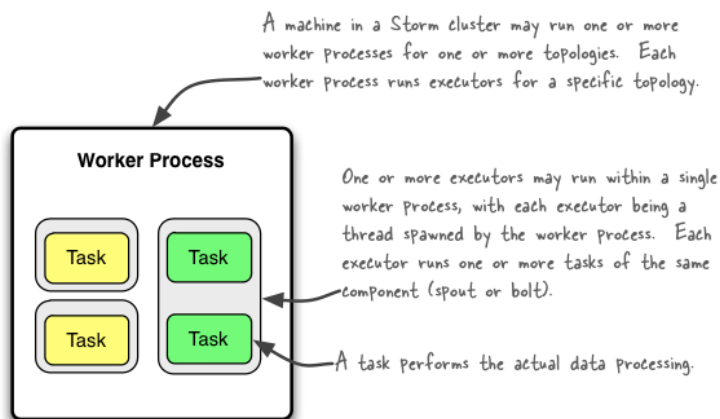 A machine in a Storm cluster may run one or more
worker processes for one or more topologies. Each
worker process runs executors for a specific topology.
Worker Process
One or more executors may run within a single
worker process, with each executor being a
thread spawned by the worker process. Each
executor runs one or more tasks of the same
component (spout or bolt).
Task
Task
Task
Task
A task performs the actual data processing.